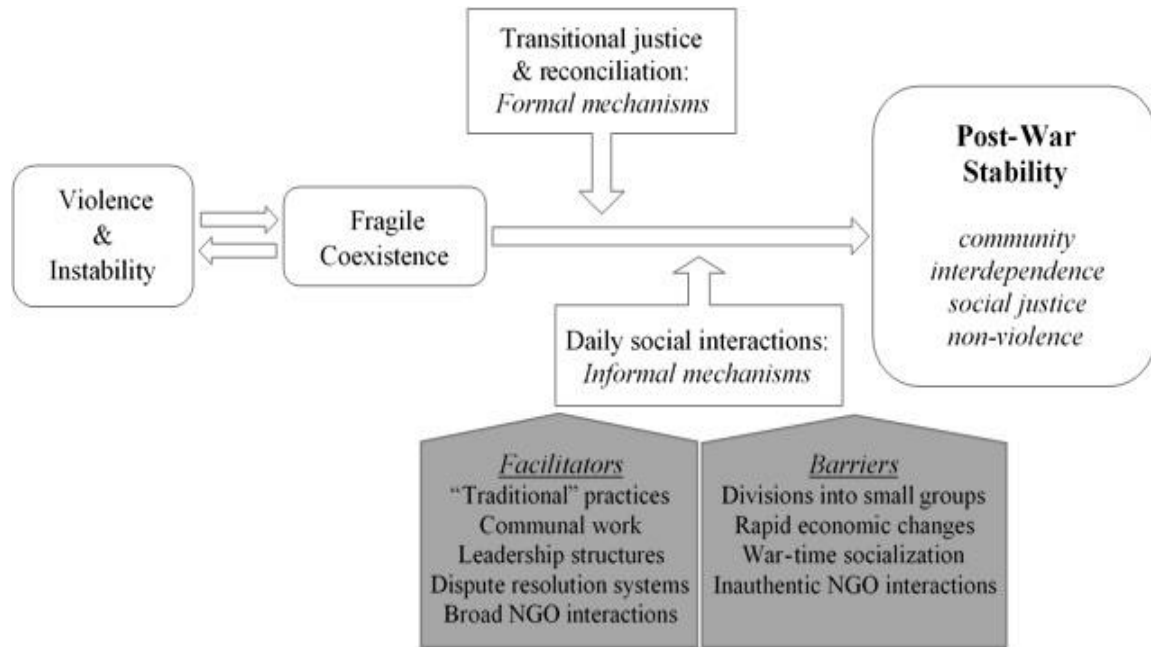 Transitional justice
& reconciliation:
Formal mechanisms
Post-War
Stability
community
interdependence
social justice
non-violence
Violence
&
Instability
Fragile
Coexistence
Daily social interactions:
Informal mechanisms
Facilitators
“Traditional” practices
Communal work
Leadership structures
Dispute resolution systems
Broad NGO interactions
Barriers
Divisions into small groups
Rapid economic changes
War-time socialization
Inauthentic NGO interactions